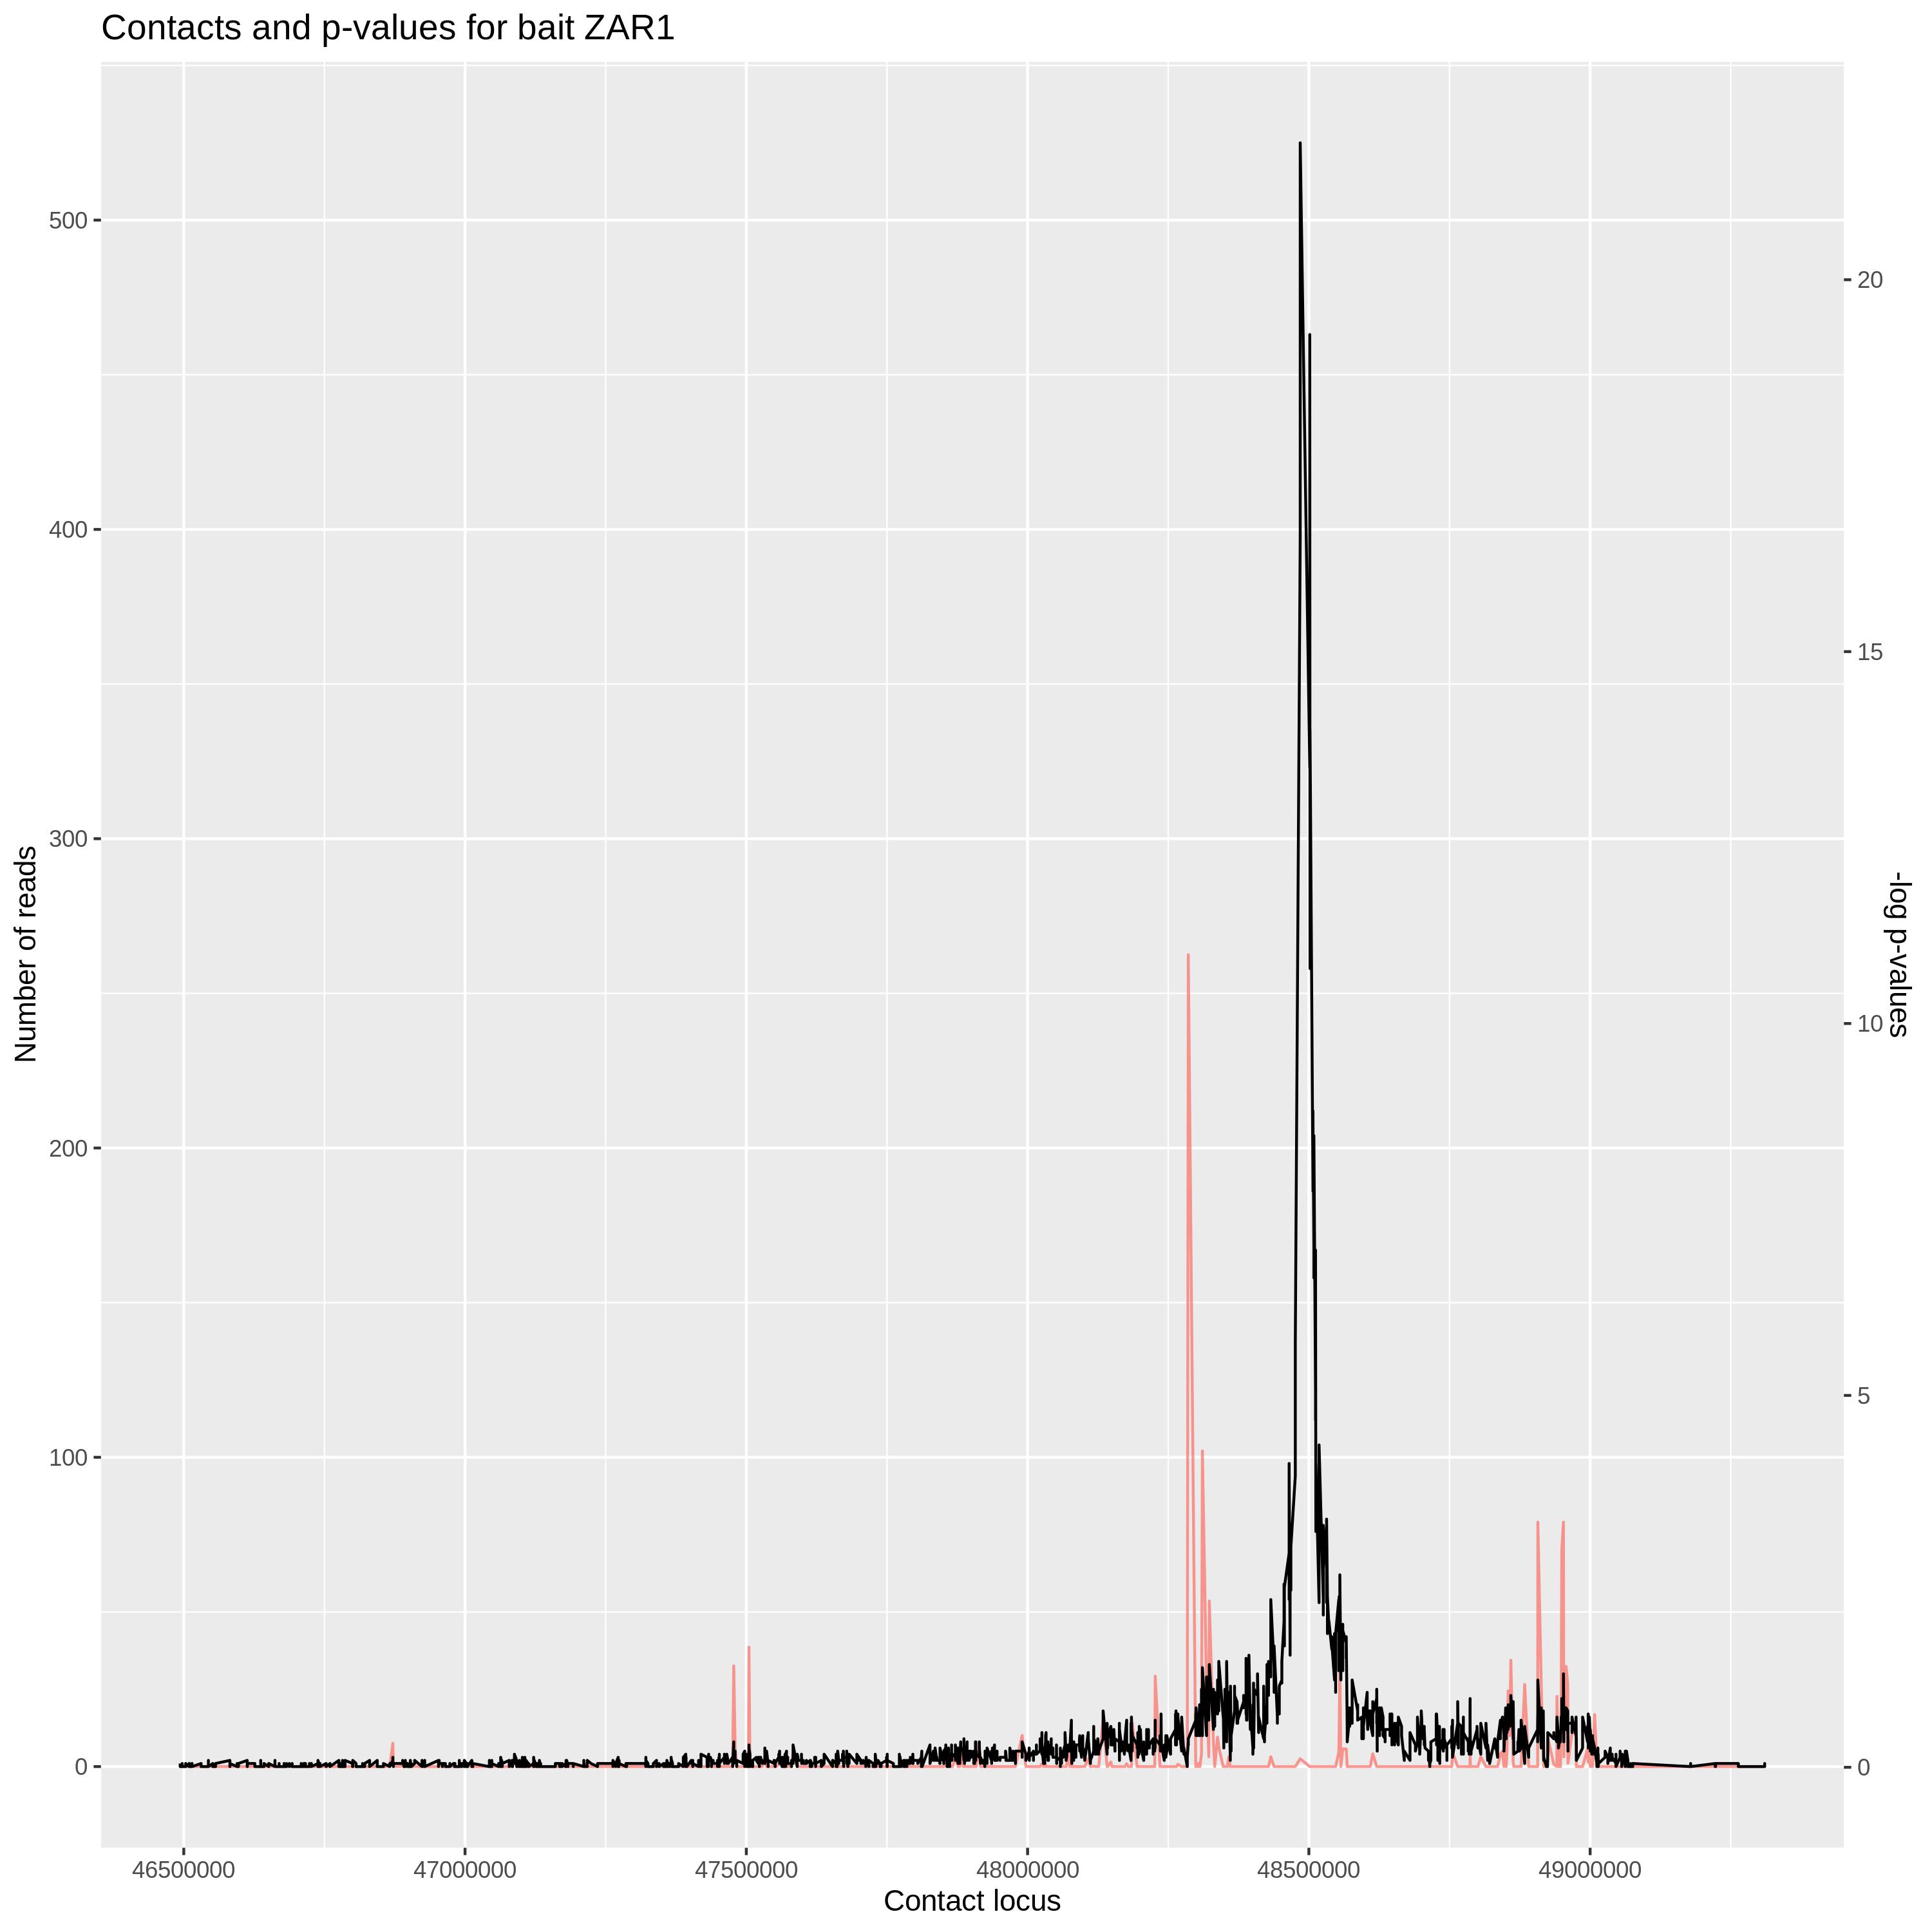 Contacts and p-values for bait ZAR1
500
400
300
200
100
0
Number of reads
20
15
10
5
0
-log p-values
46500000 47000000 47500000 48000000 48500000 49000000
Contact locus